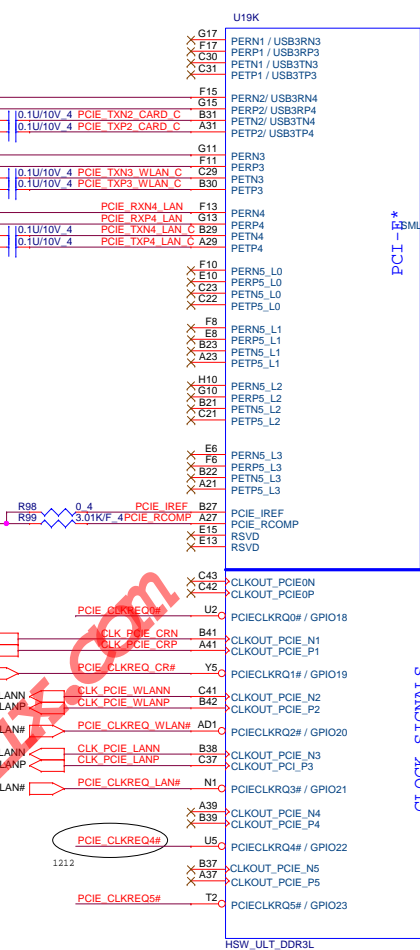 U19K
G17 PERN1 / USB3RN3
F17 PERP1 / USB3RP3
C30 PETN1 / USB3TN3
C31 PETP1 / USB3TP3
F15 PERN2/ USB3RN4
G15 PERP2/ USB3RP4
0.1U/10V_4 PCIE_TXN2_CARD_C B31 PETN2/ USB3TN4
0.1U/10V_4 PCIE_TXP2_CARD_C A31 PETP2/ USB3TP4
G11 PERN3
F11 PERP3
0.1U/10V_4 PCIE_TXN3_WLAN_C C29 PETN3
0.1U/10V_4 PCIE_TXP3_WLAN_C B30 PETP3
PCIE_RXN4_LAN F13 PERN4
PCIE_RXP4_LAN G13 PERP4
0.1U/10V_4 PCIE_TXN4_LAN_C B29 PETN4
0.1U/10V_4 PCIE_TXP4_LAN_C A29 PETP4
SML
F10 PERN5_L0
E10 PERP5_L0
C23 PETN5_L0
C22 PETP5_L0
F8 PERN5_L1
E8 PERP5_L1
B23 PETN5_L1
A23 PETP5_L1
H10 PERN5_L2
G10 PERP5_L2
B21 PETN5_L2
C21 PETP5_L2
E6 PERN5_L3
F6 PERP5_L3
B22 PETN5_L3
A21 PETP5_L3
R98 0_4 PCIE_IREF B27 PCIE_IREF
R99 3.01K/F_4 PCIE_RCOMP A27 PCIE_RCOMP
E15 RSVD
E13 RSVD
C43 CLKOUT_PCIE0N
C42 CLKOUT_PCIE0P
PCIE_CLKREQ0# U2 PCIECLKRQ0# / GPIO18
CLK_PCIE_CRN B41 CLKOUT_PCIE_N1
CLK_PCIE_CRP A41 CLKOUT_PCIE_P1
PCIE_CLKREQ_CR# Y5 PCIECLKRQ1# / GPIO19
LANN CLK_PCIE_WLANN C41 CLKOUT_PCIE_N2
LANP CLK_PCIE_WLANP B42 CLKOUT_PCIE_P2
LAN# PCIE_CLKREQ_WLAN# AD1 PCIECLKRQ2# / GPIO20
ANN CLK_PCIE_LANN B38 CLKOUT_PCIE_N3
ANP CLK_PCIE_LANP C37 CLKOUT_PCI_P3
LAN# PCIE_CLKREQ_LAN# N1 PCIECLKRQ3# / GPIO21
A39 CLKOUT_PCIE_N4
B39 CLKOUT_PCIE_P4
PCIE_CLKREQ4# U5 PCIECLKRQ4# / GPIO22
1212
B37 CLKOUT_PCIE_N5
A37 CLKOUT_PCIE_P5
PCIE_CLKREQ5# T2 PCIECLKRQ5# / GPIO23
HSW_ULT_DDR3L
x.com